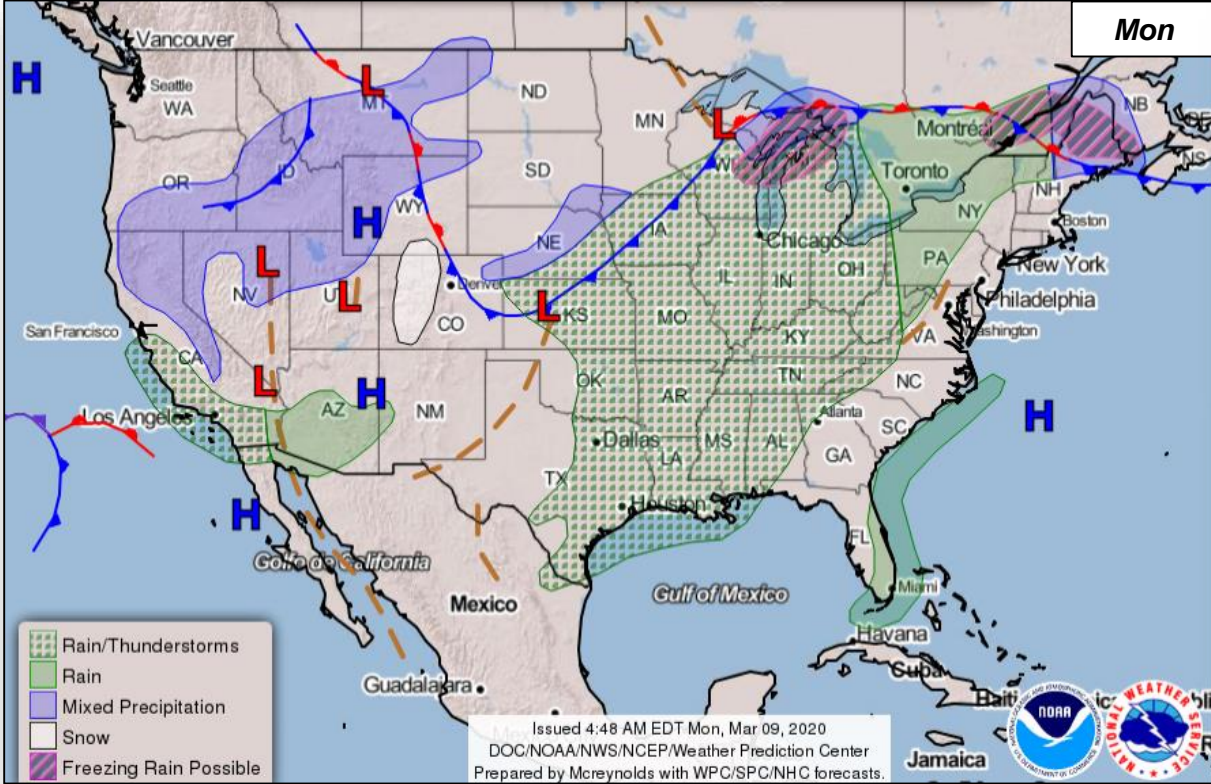 Mon
Vancouver
H
Seattle
WA
L
MT
ND
MN
L
Montréal
NB
NS
OR
ID
SD
W
Toronto
NH
WY
H
IA
NY
Boston
NE
Chicago
L
NV
UT
L
Denver
IL
IN
OH
PA
New York
Philadelphia
San Francisco
CO
L
KS
MO
KY
VA
ashington
CA
L
AZ
H
NM
OK
AR
TN
NC
Los Angeles
Atlanta
SC
H
Dallas
MS
AL
GA
LA
TX
Houston
H
FL
Golfo de California
Mexico
Gulf of Mexico
Miami
Havana
Cuba
Guadalajara
Haiti
Jamaica
Rain/Thunderstorms
Rain
Mixed Precipitation
Snow
Freezing Rain Possible
Issued 4:48 AM EDT Mon, Mar 09, 2020
DOC/NOAA/NWS/NCEP/Weather Prediction Center
Prepared by Mcreynolds with WPC/SPC/NHC forecasts.
NOAA
NATIONAL WEATHER SERVICE